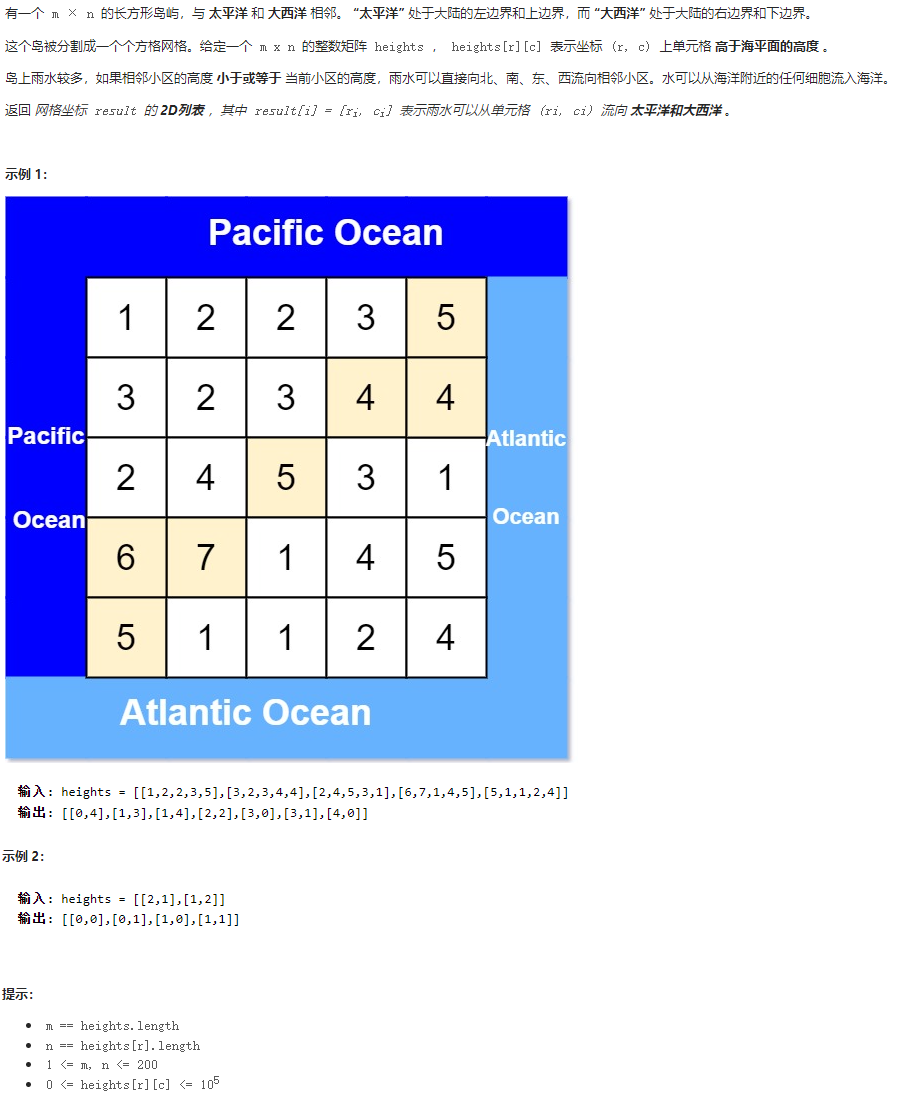 有一个 m × n 的长方形岛屿，与 太平洋 和 大西洋 相邻。 “太平洋” 处于大陆的左边界和上边界，而 “大西洋” 处于大陆的右边界和下边界。
这个岛被分割成一个个方格网格。给定一个 m x n 的整数矩阵 heights ， heights[r][c] 表示坐标 (r, c) 上单元格 高于海平面的高度 。
岛上雨水较多，如果相邻小区的高度 小于或等于 当前小区的高度，雨水可以直接向北、南、东、西流向相邻小区。水可以从海洋附近的任何细胞流入海洋。
返回 网格坐标 result 的 2D列表 ，其中 result[i] = [ri, ci] 表示雨水可以从单元格 (ri, ci) 流向 太平洋和大西洋 。
示例 1：
Pacific Ocean
1 2 2 3 5
3 2 3 4 4
Pacific
Atlantic
2 4 5 3 1
Ocean
Ocean
6 7 1 4 5
5 1 1 2 4
Atlantic Ocean
输入: heights = [[1,2,2,3,5],[3,2,3,4,4],[2,4,5,3,1],[6,7,1,4,5],[5,1,1,2,4]]
输出: [[0,4],[1,3],[1,4],[2,2],[3,0],[3,1],[4,0]]
示例 2：
输入: heights = [[2,1],[1,2]]
输出: [[0,0],[0,1],[1,0],[1,1]]
提示：
• m == heights.length
• n == heights[r].length
• 1 <= m, n <= 200
• 0 <= heights[r][c] <= 10⁵